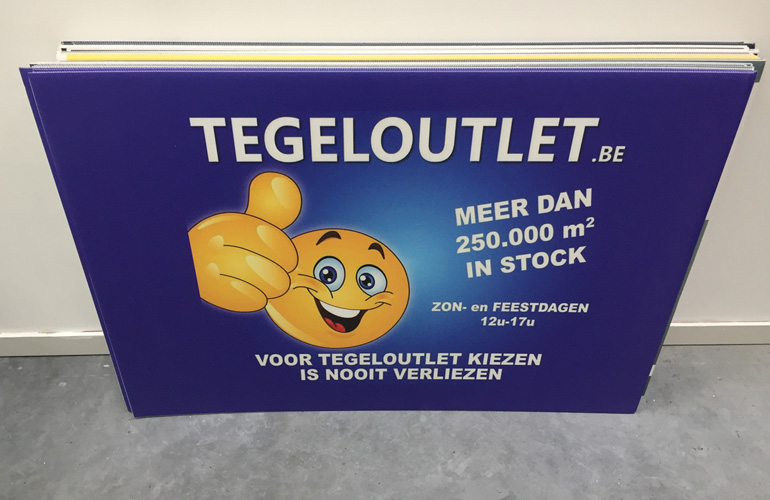 TEGELOUTLET.BE
MEER DAN
250.000 m²
IN STOCK
ZON- en FEESTDAGEN
12u-17u
VOOR TEGELOUTLET KIEZEN
IS NOOIT VERLIEZEN